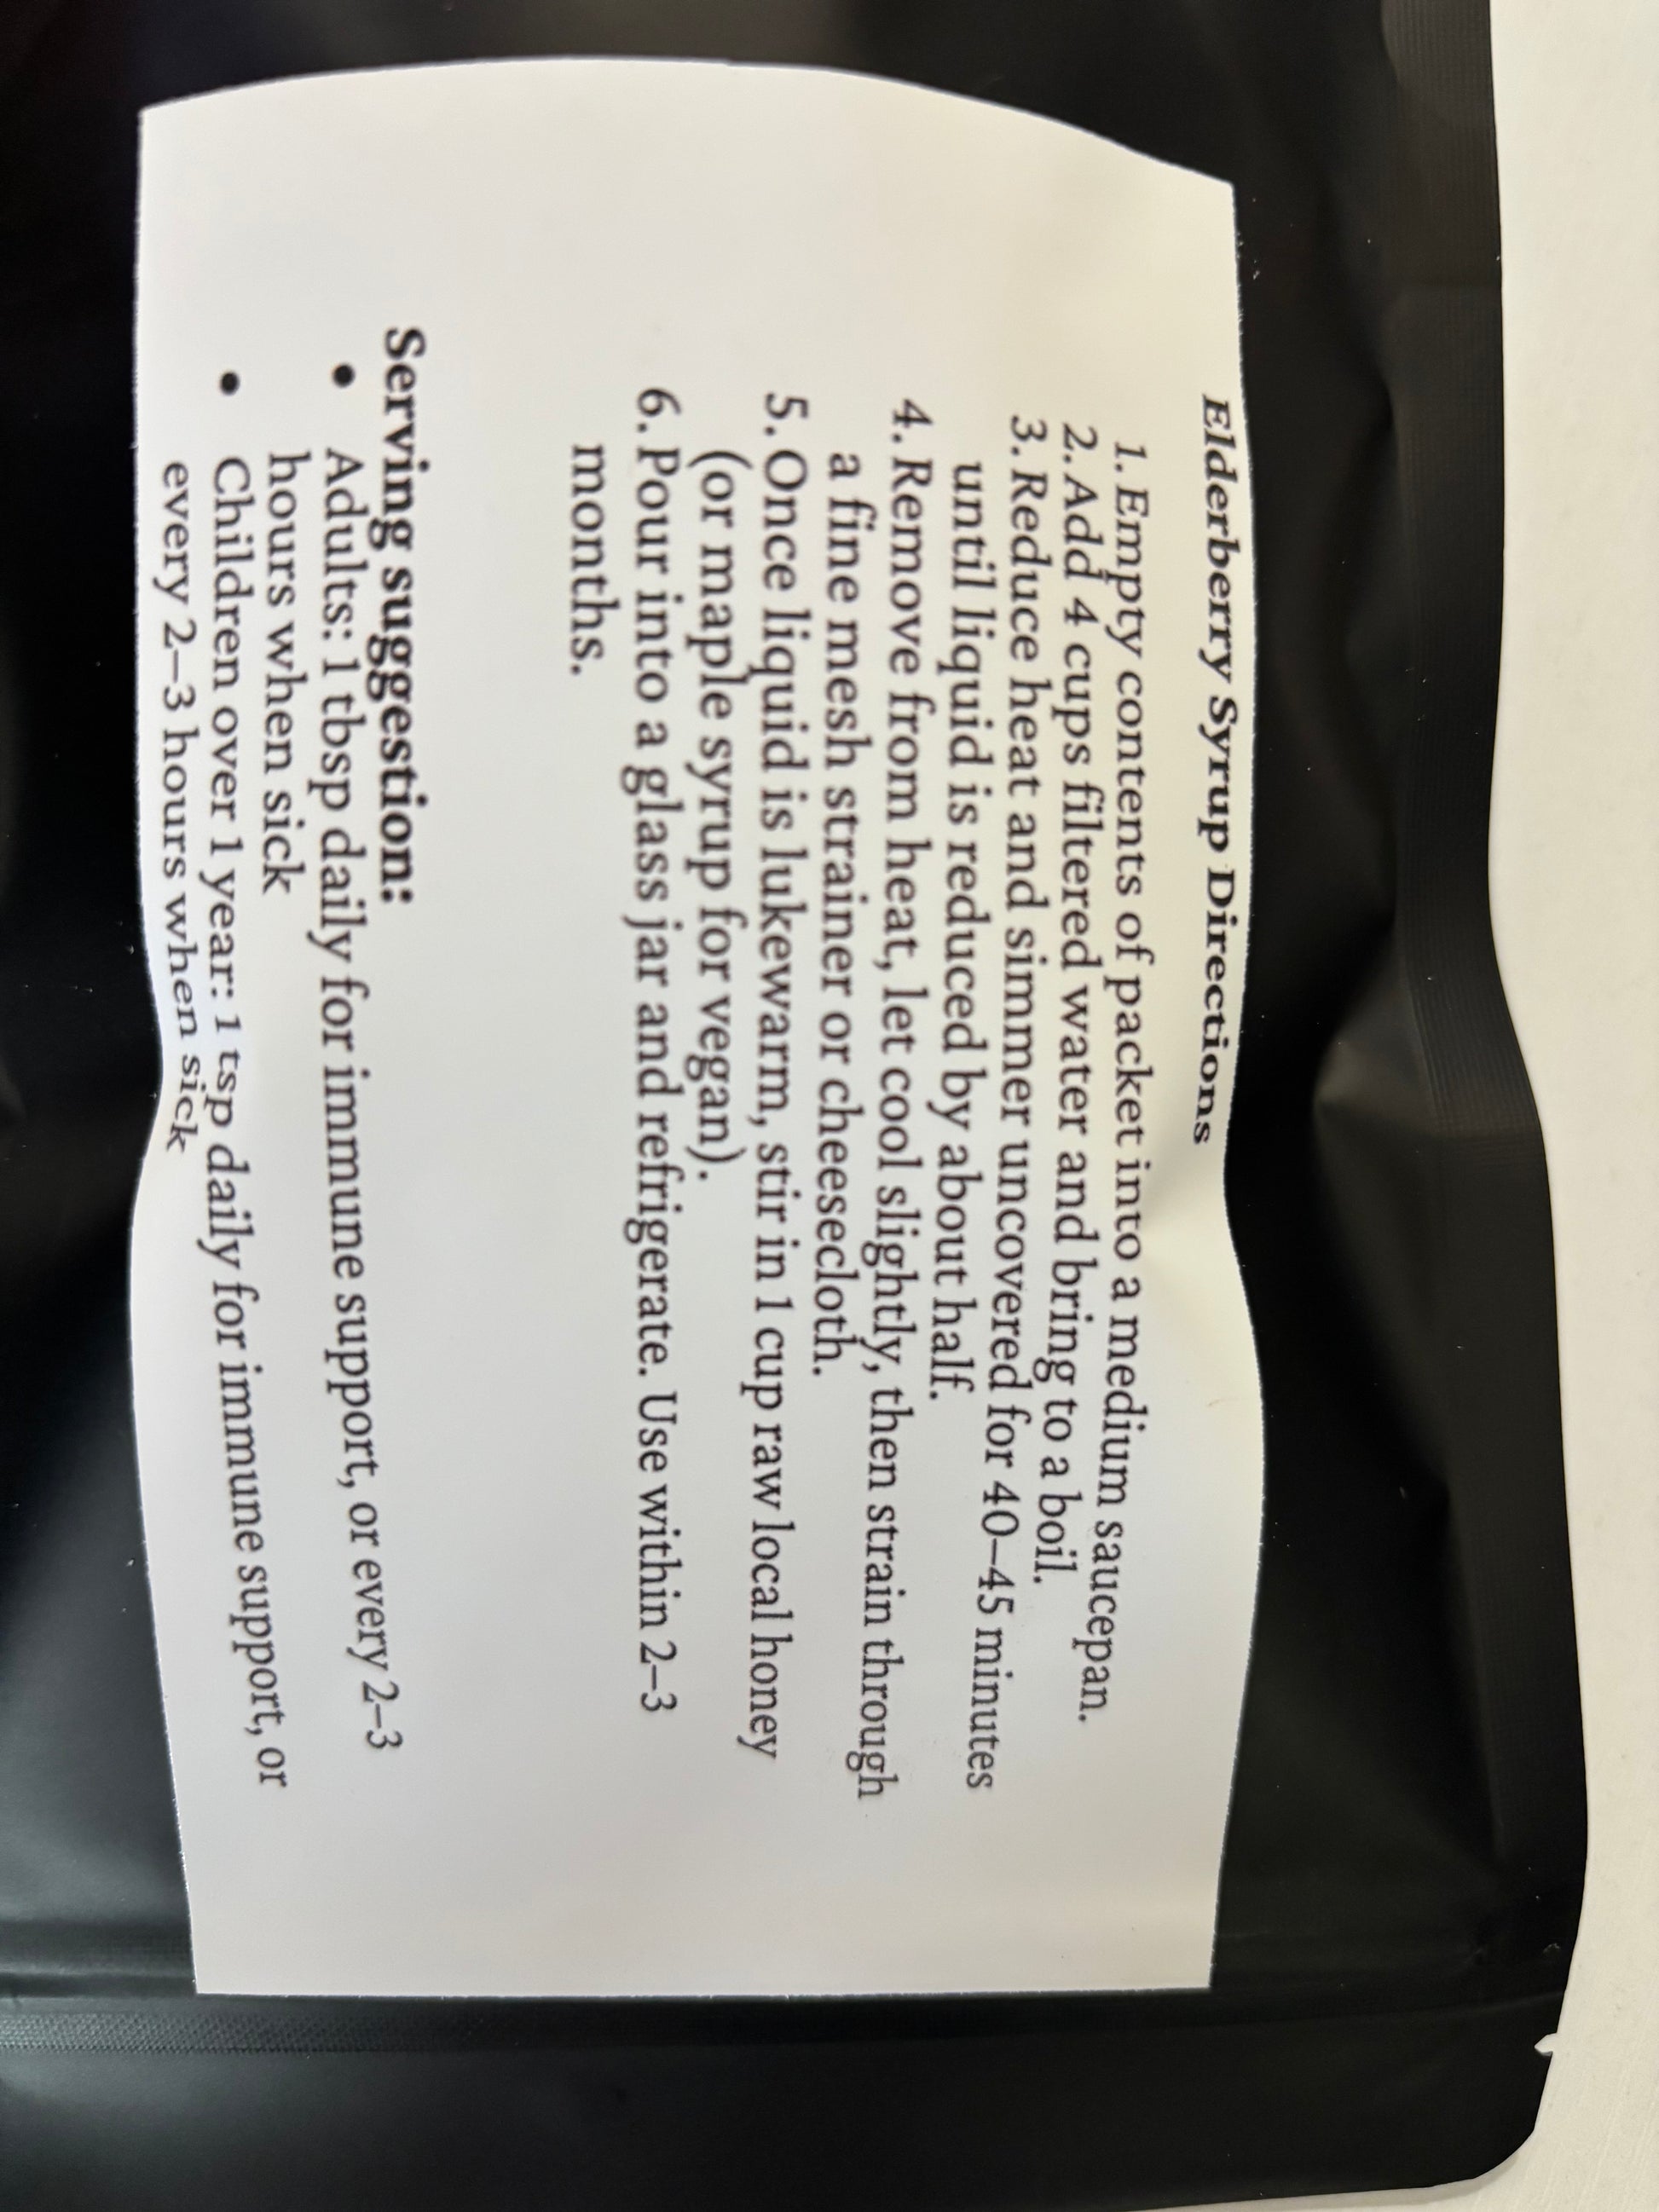 Elderberry Syrup Directions
1. Empty contents of packet into a medium saucepan.
2. Add 4 cups filtered water and bring to a boil.
3. Reduce heat and simmer uncovered for 40–45 minutes
until liquid is reduced by about half.
4. Remove from heat, let cool slightly, then strain through
a fine mesh strainer or cheesecloth.
5. Once liquid is lukewarm, stir in 1 cup raw local honey
(or maple syrup for vegan).
6. Pour into a glass jar and refrigerate. Use within 2–3
months.
Serving suggestion:
• Adults: 1 tbsp daily for immune support, or every 2–3
hours when sick
• Children over 1 year: 1 tsp daily for immune support, or
every 2–3 hours when sick